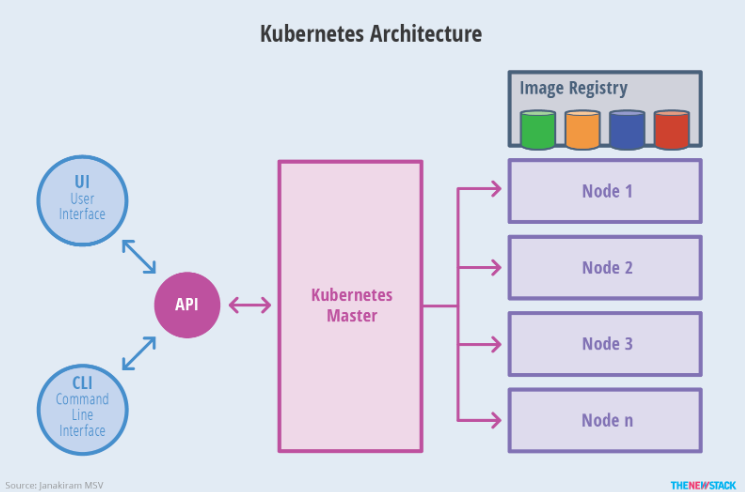 Kubernetes Architecture
Image Registry
UI
User
Interface
Node 1
Node 2
API
Kubernetes
Master
Node 3
CLI
Command
Line
Interface
Node n
Source: Janakiram MSV
THENEWSTACK